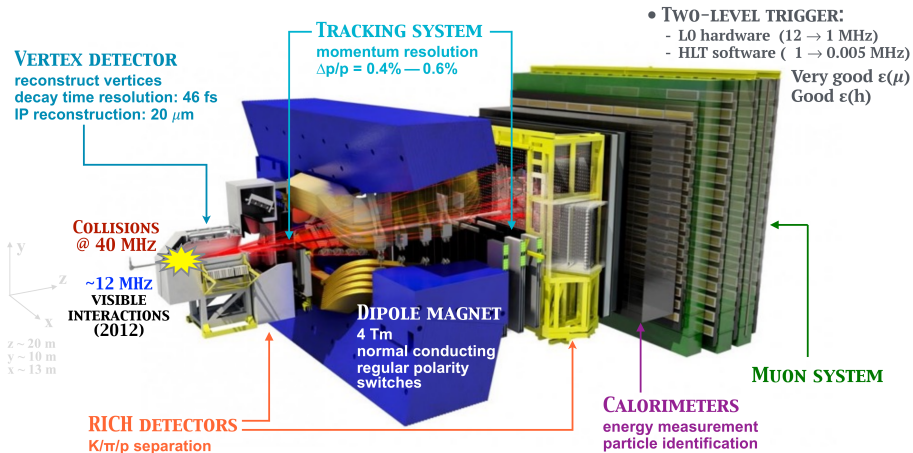 • Two-level trigger:
- L0 hardware (12 → 1 MHz)
- HLT software ( 1 → 0.005 MHz)
Very good ε(μ)
Good ε(h)
Tracking system
momentum resolution
Δp/p = 0.4% — 0.6%
Vertex detector
reconstruct vertices
decay time resolution: 46 fs
IP reconstruction: 20 μm
Collisions
@ 40 MHz
~12 MHz
visible
interactions
(2012)
y
z
x
z ~ 20 m
y ~ 10 m
x ~ 13 m
Dipole magnet
4 Tm
normal conducting
regular polarity
switches
RICH detectors
K/π/p separation
Calorimeters
energy measurement
particle identification
Muon system